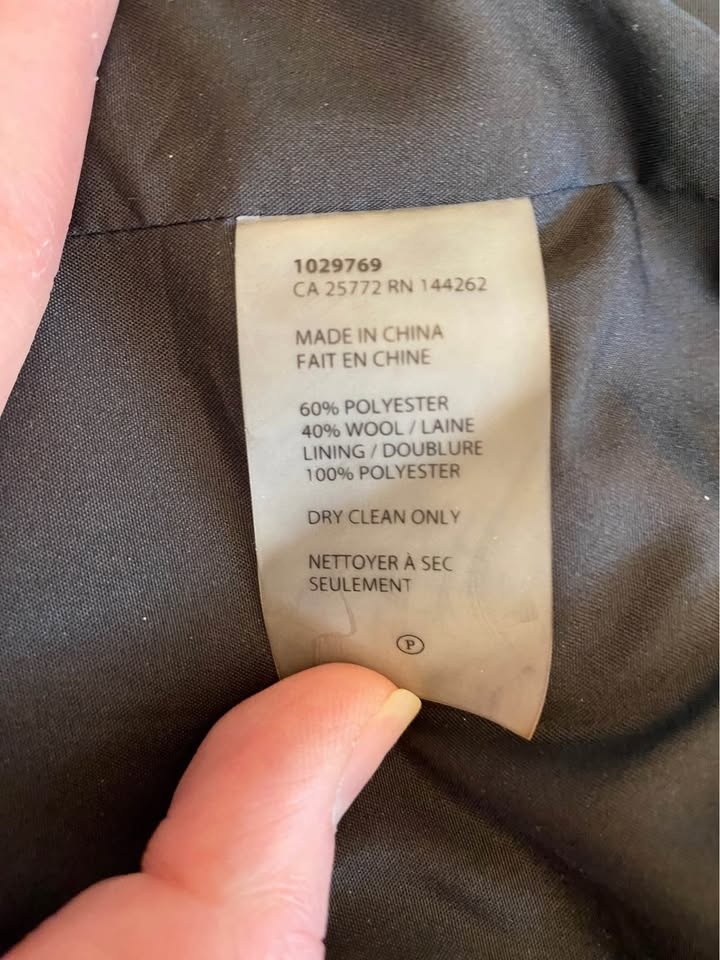 1029769
CA 25772 RN 144262
MADE IN CHINA
FAIT EN CHINE
60% POLYESTER
40% WOOL / LAINE
LINING / DOUBLURE
100% POLYESTER
DRY CLEAN ONLY
NETTOYER À SEC
SEULEMENT
P